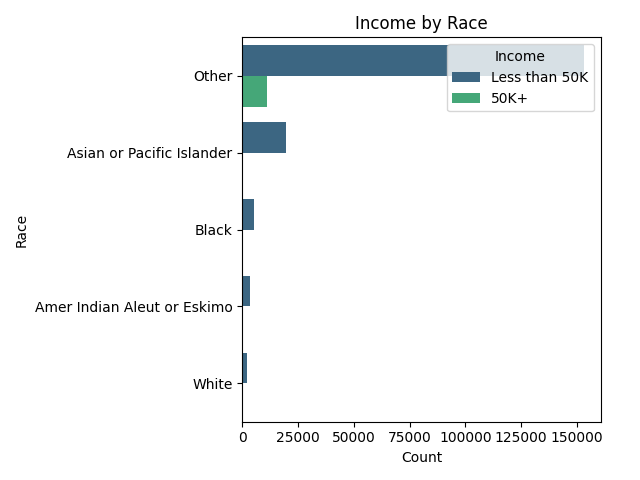 Income by Race
Income
Less than 50K
50K+
Other
Asian or Pacific Islander
Black
Amer Indian Aleut or Eskimo
White
Race
0 25000 50000 75000 100000 125000 150000
Count